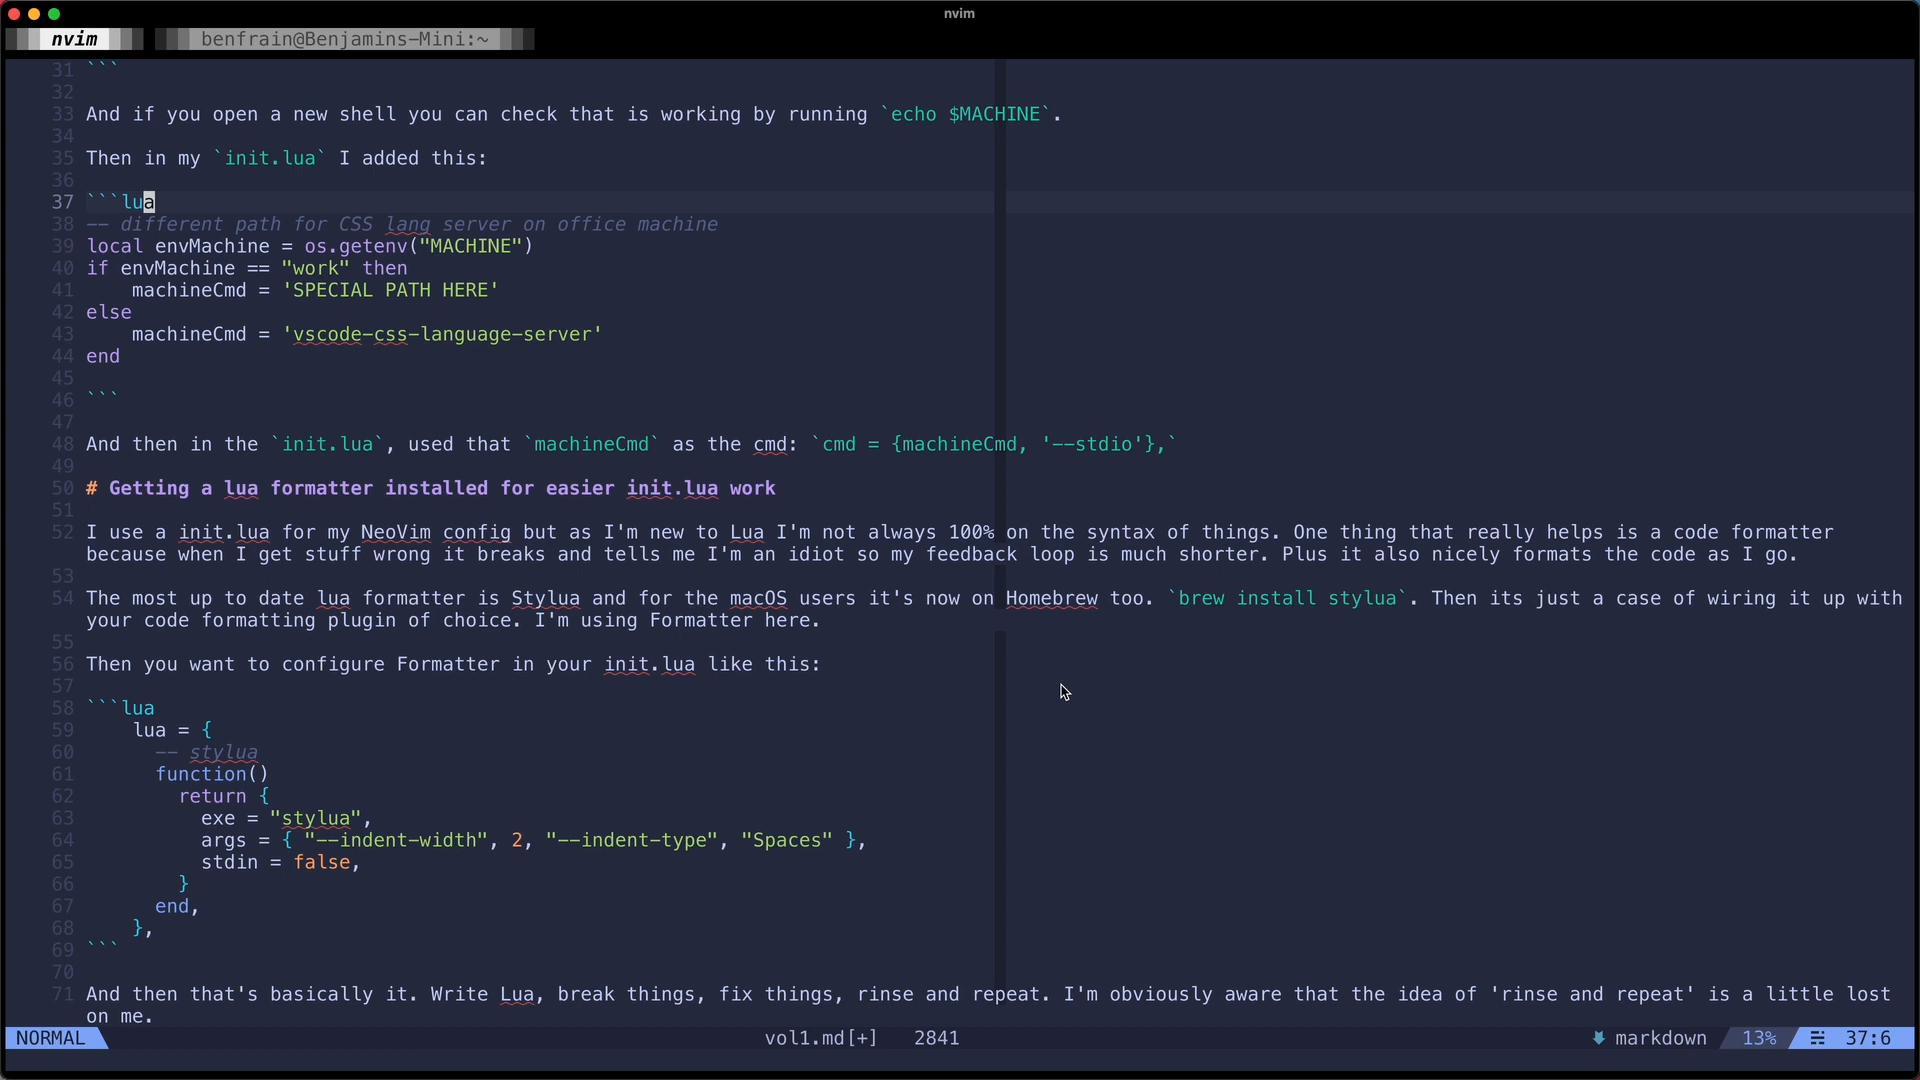 nvim
nvim benfrain@Benjamins-Mini:~
31 ```
32
33 And if you open a new shell you can check that is working by running `echo $MACHINE`.
34
35 Then in my `init.lua` I added this:
36
37 ```lua
38 -- different path for CSS lang server on office machine
39 local envMachine = os.getenv("MACHINE")
40 if envMachine == "work" then
41 machineCmd = 'SPECIAL PATH HERE'
42 else
43 machineCmd = 'vscode-css-language-server'
44 end
45
46 ```
47
48 And then in the `init.lua`, used that `machineCmd` as the cmd: `cmd = {machineCmd, '--stdio'},`
49
50 # Getting a lua formatter installed for easier init.lua work
51
52 I use a init.lua for my NeoVim config but as I'm new to Lua I'm not always 100% on the syntax of things. One thing that really helps is a code formatter
because when I get stuff wrong it breaks and tells me I'm an idiot so my feedback loop is much shorter. Plus it also nicely formats the code as I go.
53
54 The most up to date lua formatter is Stylua and for the macOS users it's now on Homebrew too. `brew install stylua`. Then its just a case of wiring it up with
your code formatting plugin of choice. I'm using Formatter here.
55
56 Then you want to configure Formatter in your init.lua like this:
57
58 ```lua
59 lua = {
60 -- stylua
61 function()
62 return {
63 exe = "stylua",
64 args = { "--indent-width", 2, "--indent-type", "Spaces" },
65 stdin = false,
66 }
67 end,
68 },
69 ```
70
71 And then that's basically it. Write Lua, break things, fix things, rinse and repeat. I'm obviously aware that the idea of 'rinse and repeat' is a little lost
on me.
NORMAL vol1.md[+] 2841 markdown 13% 37:6